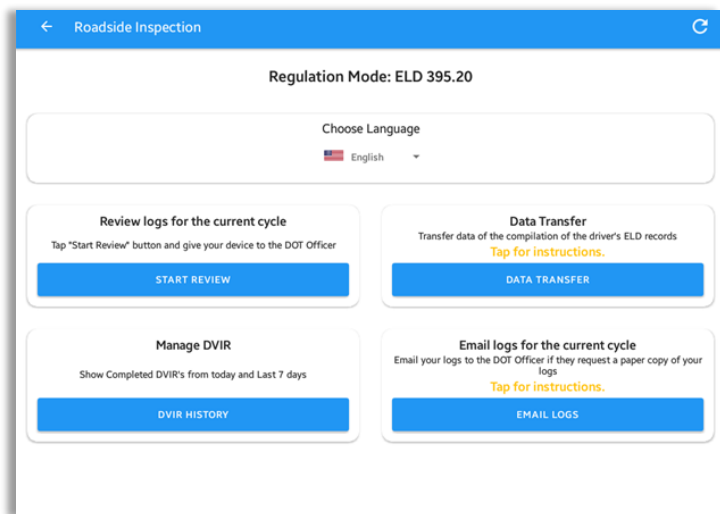 Roadside Inspection
Regulation Mode: ELD 395.20
Choose Language
English
Review logs for the current cycle
Tap "Start Review" button and give your device to the DOT Officer
START REVIEW
Data Transfer
Transfer data of the compilation of the driver's ELD records
Tap for instructions.
DATA TRANSFER
Manage DVIR
Show Completed DVIR's from today and Last 7 days
DVIR HISTORY
Email logs for the current cycle
Email your logs to the DOT Officer if they request a paper copy of your
logs
Tap for instructions.
EMAIL LOGS